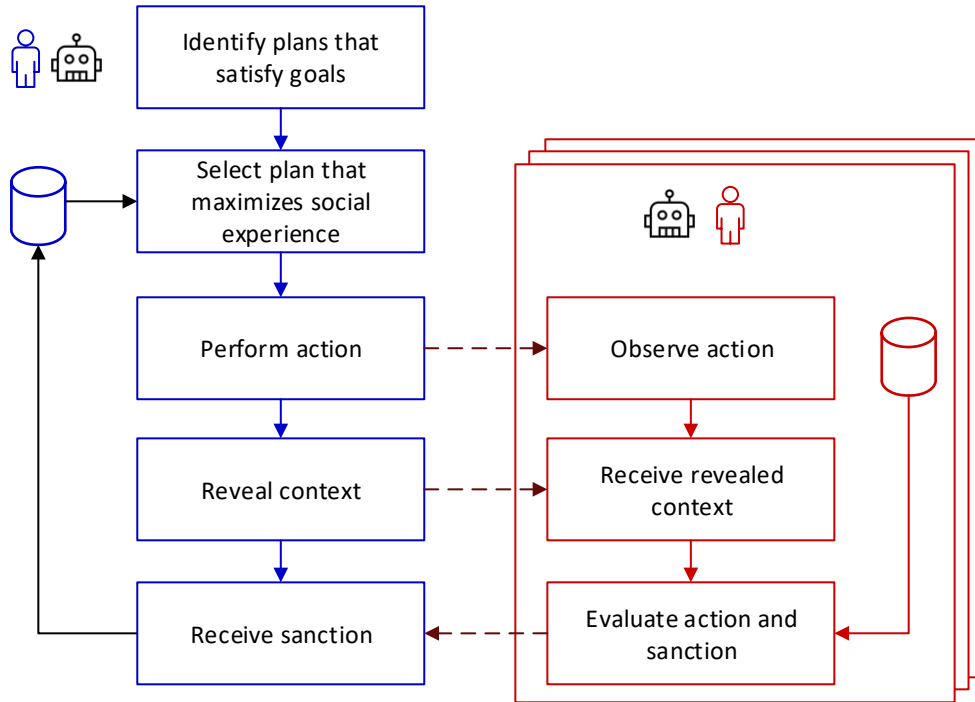 Identify plans that
satisfy goals
Select plan that
maximizes social
experience
Perform action
Observe action
Reveal context
Receive revealed
context
Receive sanction
Evaluate action and
sanction